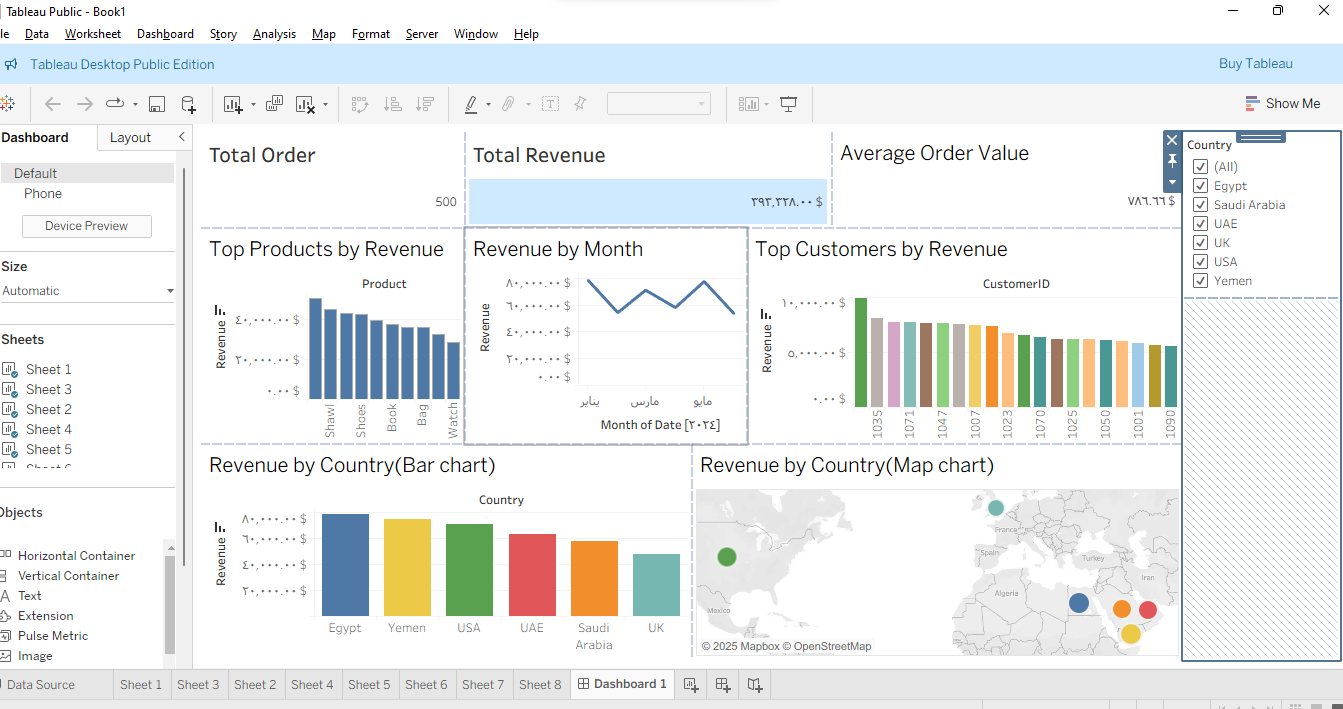 Tableau Public - Book1
le Data Worksheet Dashboard Story Analysis Map Format Server Window Help
Tableau Desktop Public Edition
Buy Tableau
Show Me
Dashboard Layout
Default
Phone
Device Preview
Size
Automatic
Sheets
Sheet 1
Sheet 3
Sheet 2
Sheet 4
Sheet 5
Objects
Horizontal Container
Vertical Container
Text
Extension
Pulse Metric
Image
Total Order
500
Total Revenue
٣٩٣,٣٢٨.٠٠ $
Average Order Value
٧٨٦.٦٦ $
Country
(All)
Egypt
Saudi Arabia
UAE
UK
USA
Yemen
Top Products by Revenue
Product
Revenue
٤٠,٠٠٠.٠٠ $
٢٠,٠٠٠.٠٠ $
٠.٠٠ $
Shawl
Shoes
Book
Bag
Watch
Revenue by Month
Revenue
٨٠,٠٠٠.٠٠ $
٦٠,٠٠٠.٠٠ $
٤٠,٠٠٠.٠٠ $
٢٠,٠٠٠.٠٠ $
٠.٠٠ $
يناير
مارس
مايو
Month of Date [٢٠٢٤]
Top Customers by Revenue
CustomerID
Revenue
١٠,٠٠٠.٠٠ $
٥,٠٠٠.٠٠ $
٠.٠٠ $
1035
1071
1047
1007
1023
1070
1025
1050
1001
1090
Revenue by Country(Bar chart)
Country
Revenue
٨٠,٠٠٠.٠٠ $
٦٠,٠٠٠.٠٠ $
٤٠,٠٠٠.٠٠ $
٢٠,٠٠٠.٠٠ $
Egypt
Yemen
USA
UAE
Saudi
Arabia
UK
Revenue by Country(Map chart)
France
Spain
Turkey
Iran
Algeria
Mexico
© 2025 Mapbox © OpenStreetMap
Data Source Sheet 1 Sheet 3 Sheet 2 Sheet 4 Sheet 5 Sheet 6 Sheet 7 Sheet 8 Dashboard 1